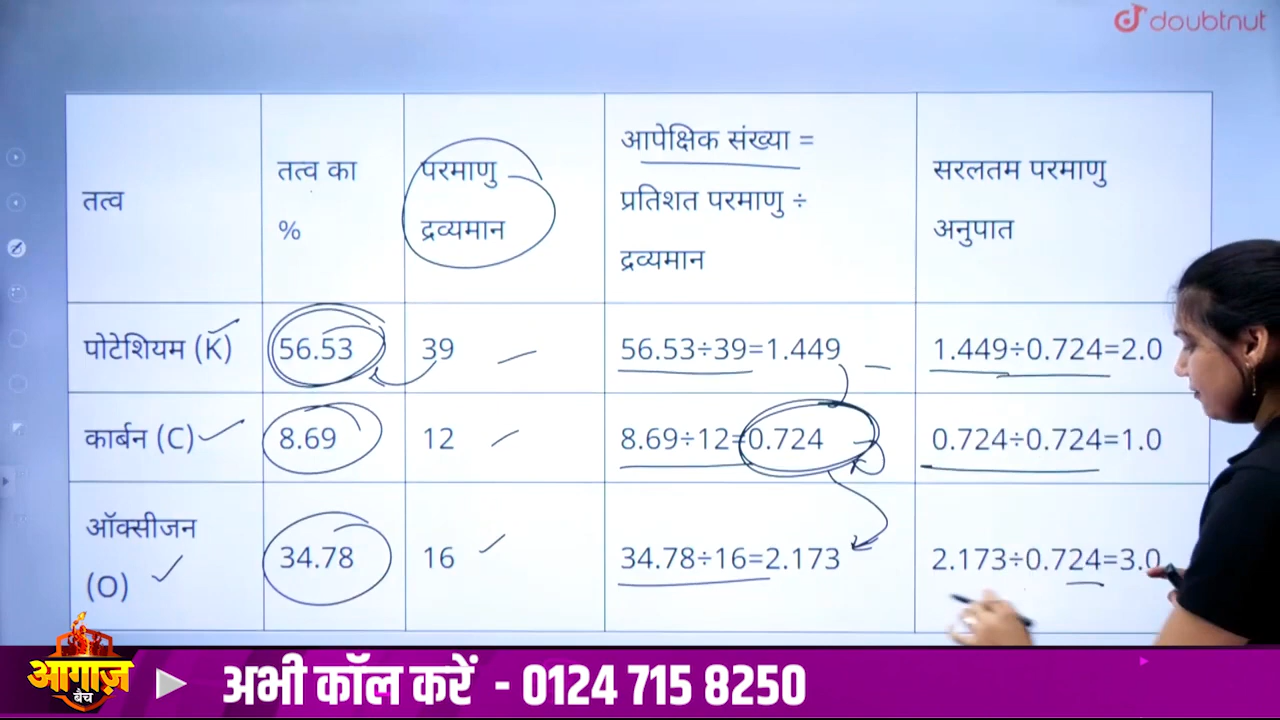 doubtnut
तत्व
तत्व का
%
परमाणु
द्रव्यमान
आपेक्षिक संख्या =
प्रतिशत परमाणु ÷
द्रव्यमान
सरलतम परमाणु
अनुपात
पोटेशियम (K)
56.53
39
56.53÷39=1.449
1.449÷0.724=2.0
कार्बन (C)
8.69
12
8.69÷12=0.724
0.724÷0.724=1.0
ऑक्सीजन
(O)
34.78
16
34.78÷16=2.173
2.173÷0.724=3.0
आगाज़
बैच
अभी कॉल करें - 0124 715 8250